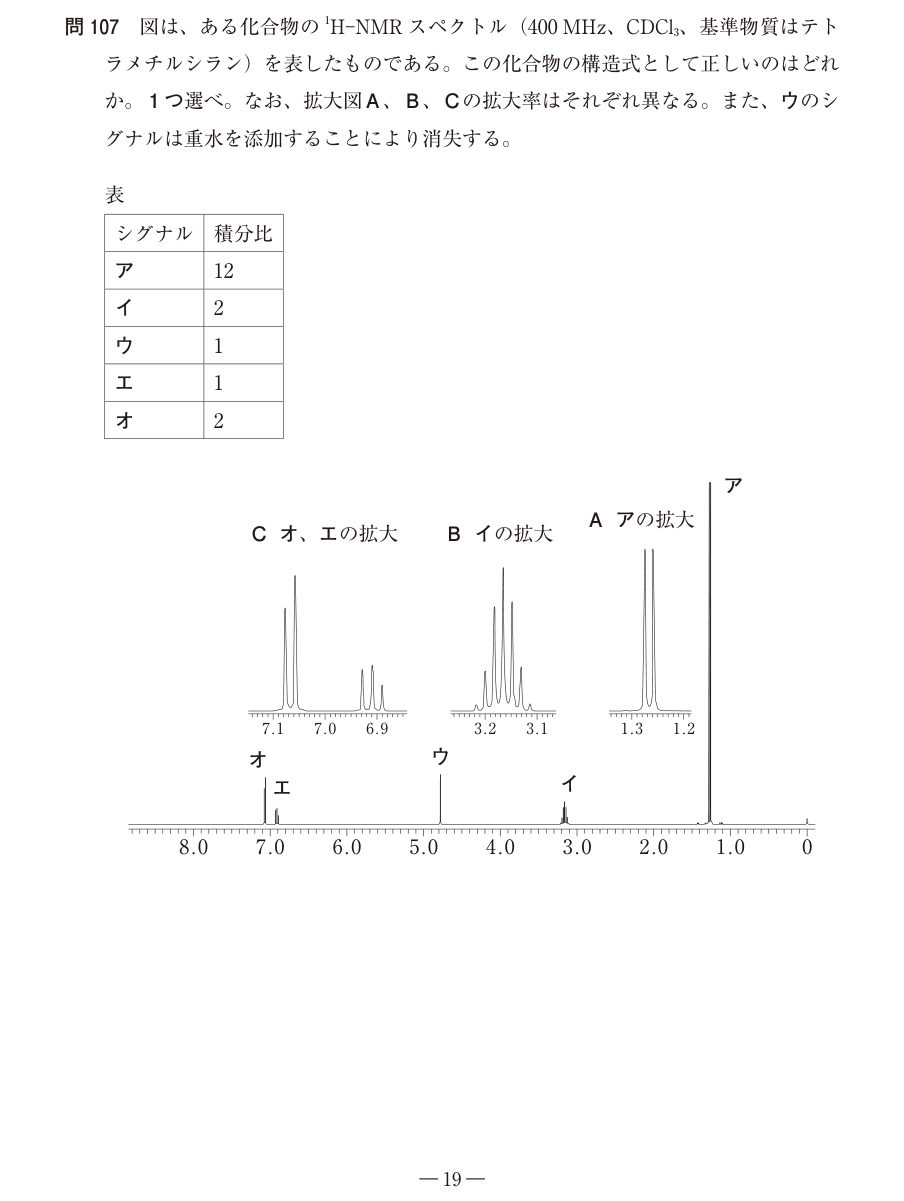 問 107　図は、ある化合物の ¹H-NMR スペクトル（400 MHz、CDCl₃、基準物質はテト
ラメチルシラン）を表したものである。この化合物の構造式として正しいのはどれ
か。1つ選べ。なお、拡大図A、B、Cの拡大率はそれぞれ異なる。また、ウのシ
グナルは重水を添加することにより消失する。
表
シグナル 積分比
ア 12
イ 2
ウ 1
エ 1
オ 2
ア
C オ、エの拡大 B イの拡大 A アの拡大
7.1 7.0 6.9 3.2 3.1 1.3 1.2
オ エ ウ イ
8.0 7.0 6.0 5.0 4.0 3.0 2.0 1.0 0
― 19 ―